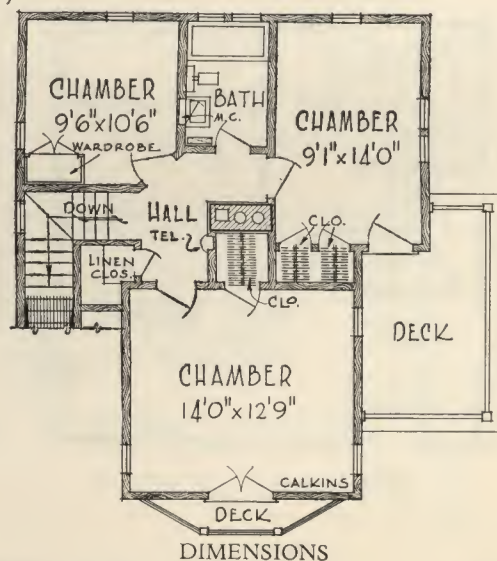 CHAMBER
9'6"x10'6"
WARDROBE
BATH
M.C.
CHAMBER
9'1"x14'0"
DOWN
HALL
TEL.
CLO.
LINEN
CLOS.
CLO.
DECK
CHAMBER
14'0"x12'9"
CALKINS
DECK
DIMENSIONS